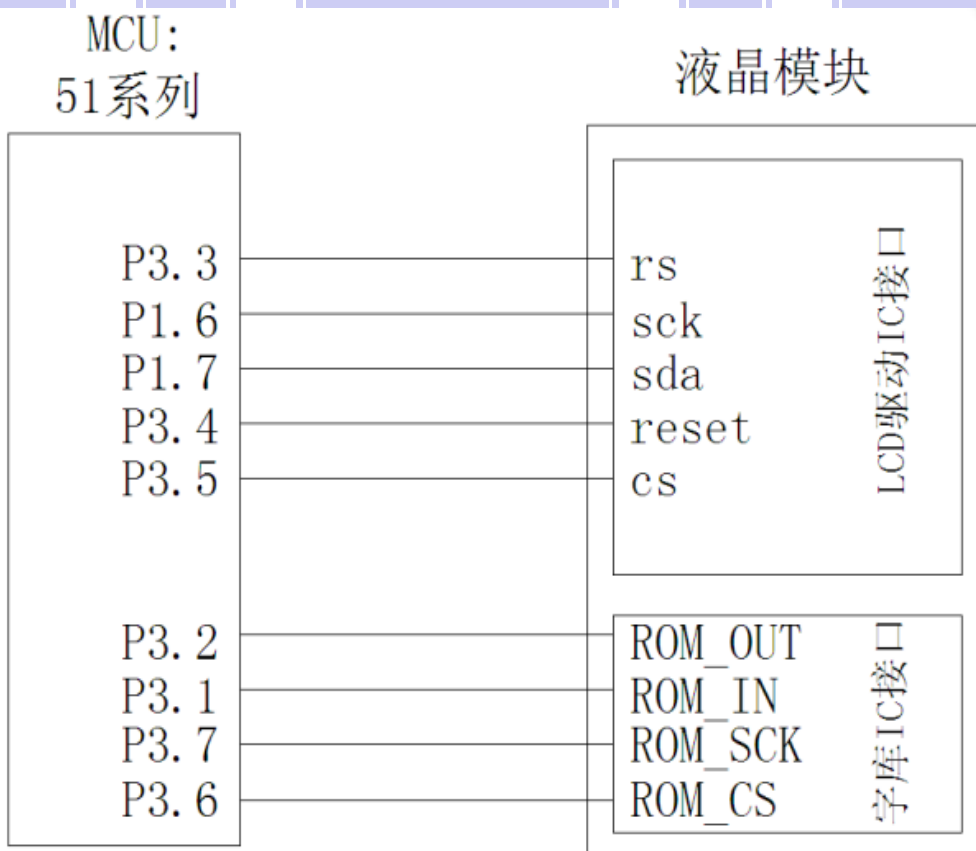 MCU:
51系列
液晶模块
P3.3
P1.6
P1.7
P3.4
P3.5
rs
sck
sda
reset
cs
LCD驱动IC接口
P3.2
P3.1
P3.7
P3.6
ROM_OUT
ROM_IN
ROM_SCK
ROM_CS
字库IC接口